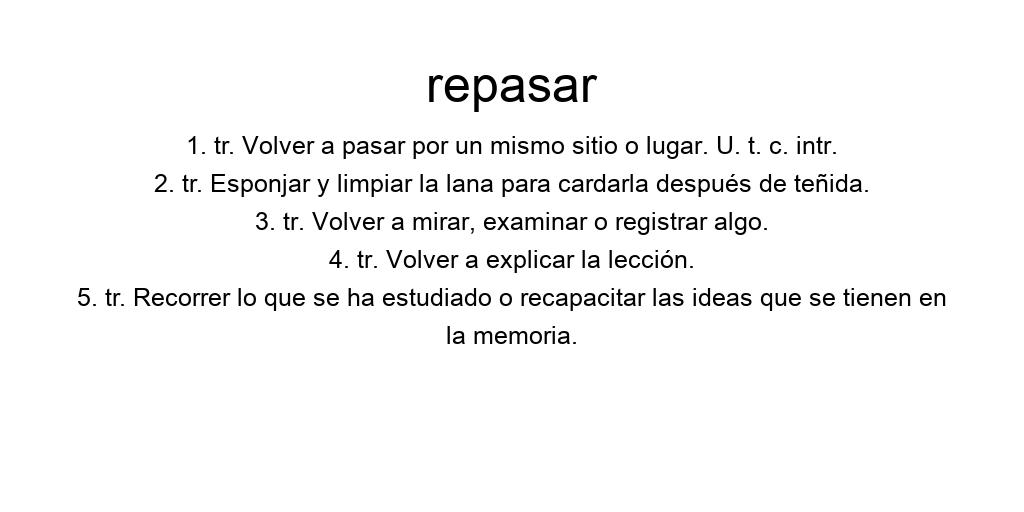 repasar
1. tr. Volver a pasar por un mismo sitio o lugar. U. t. c. intr.
2. tr. Esponjar y limpiar la lana para cardarla después de teñida.
3. tr. Volver a mirar, examinar o registrar algo.
4. tr. Volver a explicar la lección.
5. tr. Recorrer lo que se ha estudiado o recapacitar las ideas que se tienen en
la memoria.